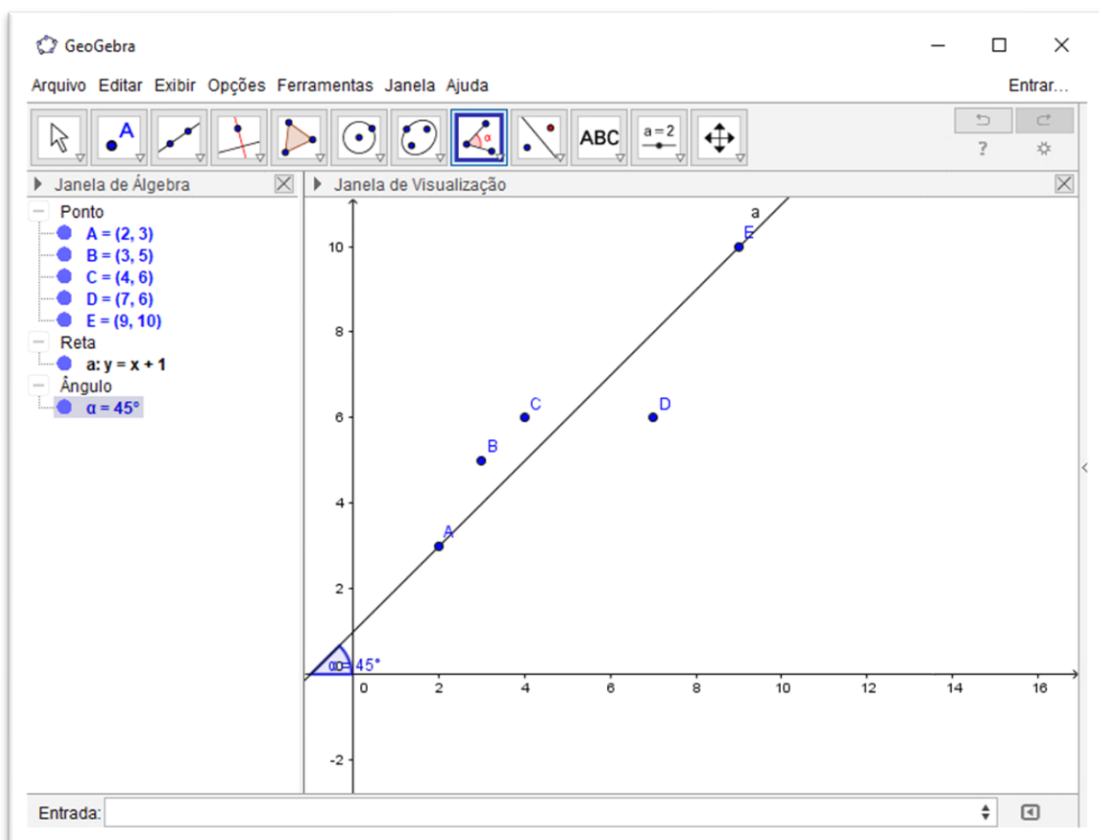 GeoGebra
Arquivo Editar Exibir Opções Ferramentas Janela Ajuda Entrar...
A α ABC a=2 ?
Janela de Álgebra
Ponto
A = (2, 3)
B = (3, 5)
C = (4, 6)
D = (7, 6)
E = (9, 10)
Reta
a: y = x + 1
Ângulo
α = 45°
Janela de Visualização
a
E
10
8
C
D
6
B
4
A
2
α = 45°
0
0 2 4 6 8 10 12 14 16
-2
Entrada: